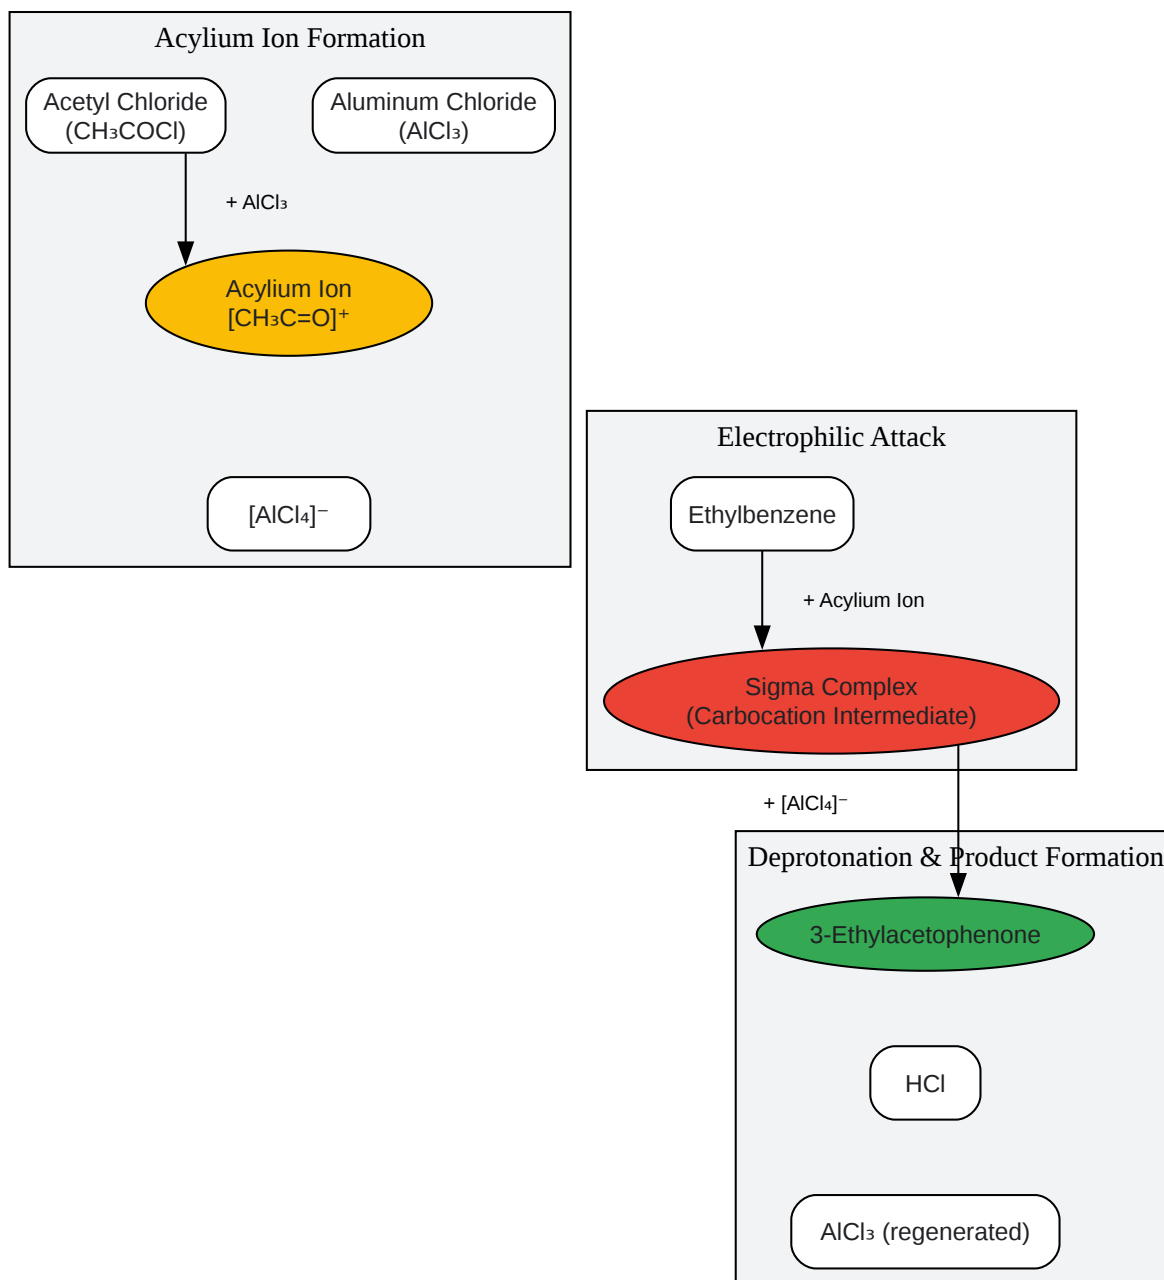 Acylium Ion Formation
Acetyl Chloride
(CH₃COCl)
Aluminum Chloride
(AlCl₃)
+ AlCl₃
Acylium Ion
[CH₃C=O]⁺
[AlCl₄]⁻
Electrophilic Attack
Ethylbenzene
+ Acylium Ion
Sigma Complex
(Carbocation Intermediate)
+ [AlCl₄]⁻
Deprotonation & Product Formation
3-Ethylacetophenone
HCl
AlCl₃ (regenerated)